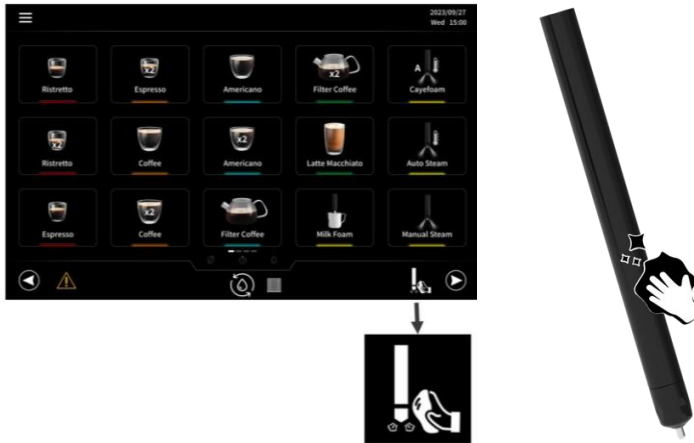 2023/09/27
Wed 15:00
x2
x2
A
Ristretto
Espresso
Americano
Filter Coffee
Cayefoam
x2
x2
Ristretto
Coffee
Americano
Latte Macchiato
Auto Steam
x2
Espresso
Coffee
Filter Coffee
Milk Foam
Manual Steam